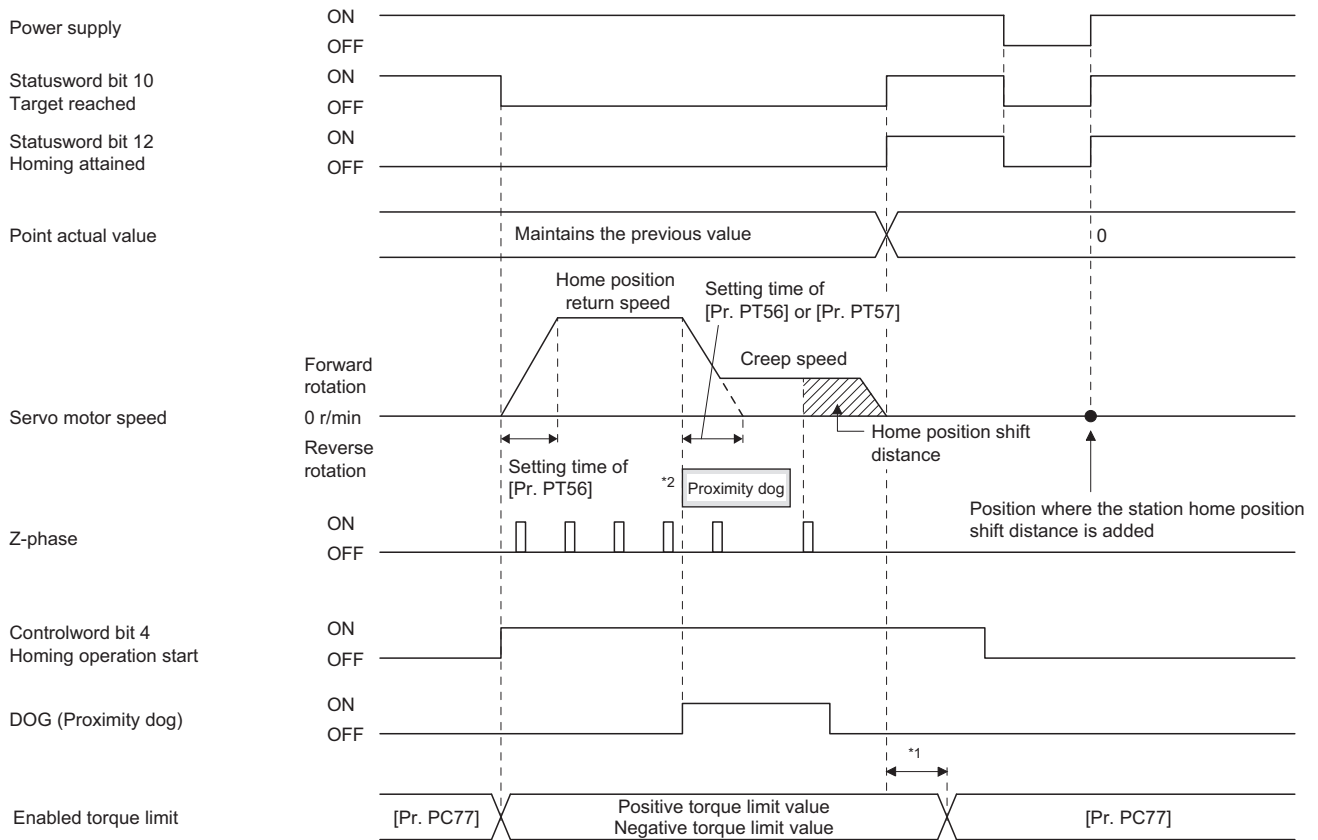 Power supply
ON
OFF
Statusword bit 10
Target reached
ON
OFF
Statusword bit 12
Homing attained
ON
OFF
Point actual value
Maintains the previous value
0
Home position
return speed
Setting time of
[Pr. PT56] or [Pr. PT57]
Creep speed
Servo motor speed
Forward
rotation
0 r/min
Reverse
rotation
Home position shift
distance
Setting time of
[Pr. PT56]
*2
Proximity dog
Position where the station home position
shift distance is added
Z-phase
ON
OFF
Controlword bit 4
Homing operation start
ON
OFF
DOG (Proximity dog)
ON
OFF
*1
Enabled torque limit
[Pr. PC77]
Positive torque limit value
Negative torque limit value
[Pr. PC77]